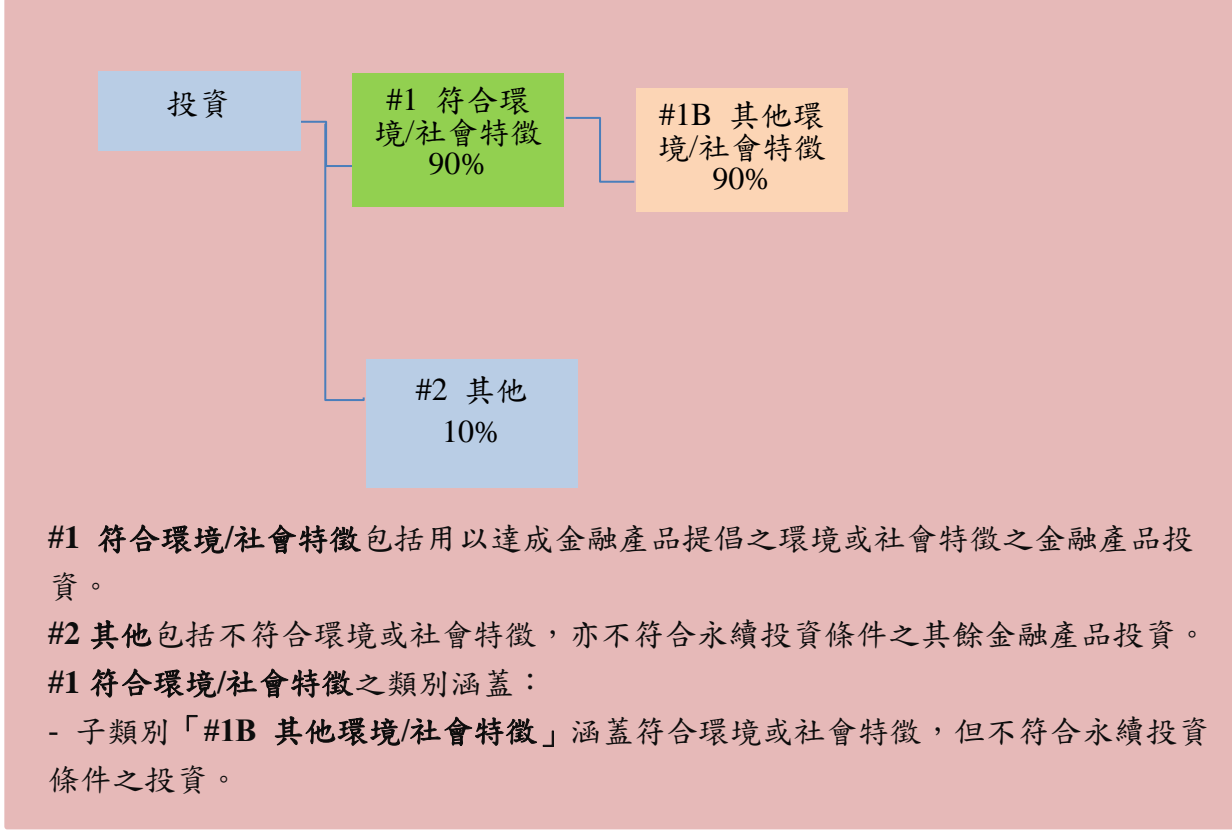 投資
#1 符合環
境/社會特徵
90%
#1B 其他環
境/社會特徵
90%
#2 其他
10%
#1 符合環境/社會特徵包括用以達成金融產品提倡之環境或社會特徵之金融產品投
資。
#2 其他包括不符合環境或社會特徵，亦不符合永續投資條件之其餘金融產品投資。
#1 符合環境/社會特徵之類別涵蓋：
- 子類別「#1B 其他環境/社會特徵」涵蓋符合環境或社會特徵，但不符合永續投資
條件之投資。